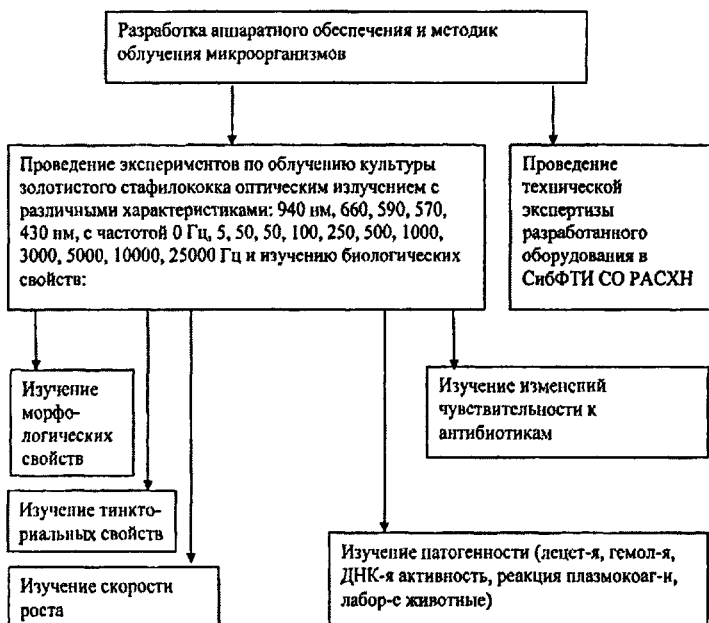 Разработка аппаратного обеспечения и методик
облучения микроорганизмов
Проведение экспериментов по облучению культуры
золотистого стафилококка оптическим излучением с
различными характеристиками: 940 нм, 660, 590, 570,
430 нм, с частотой 0 Гц, 5, 50, 50, 100, 250, 500, 1000,
3000, 5000, 10000, 25000 Гц и изучению биологических
свойств:
Проведение
технической
экспертизы
разработанного
оборудования в
СибФТИ СО РАСХН
Изучение
морфо-
логических
свойств
Изучение изменений
чувствительности к
антибиотикам
Изучение тинкто-
риальных свойств
Изучение скорости
роста
Изучение патогенности (лецет-я, гемол-я,
ДНК-я активность, реакция плазмокоаг-и,
лабор-е животные)